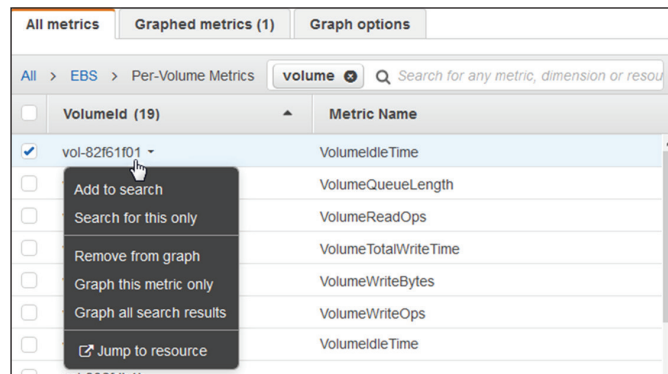 All metrics Graphed metrics (1) Graph options
All > EBS > Per-Volume Metrics volume Search for any metric, dimension or resou
VolumeId (19) Metric Name
vol-82f61f01 VolumeIdleTime
Add to search VolumeQueueLength
Search for this only VolumeReadOps
Remove from graph VolumeTotalWriteTime
Graph this metric only VolumeWriteBytes
Graph all search results VolumeWriteOps
Jump to resource VolumeIdleTime